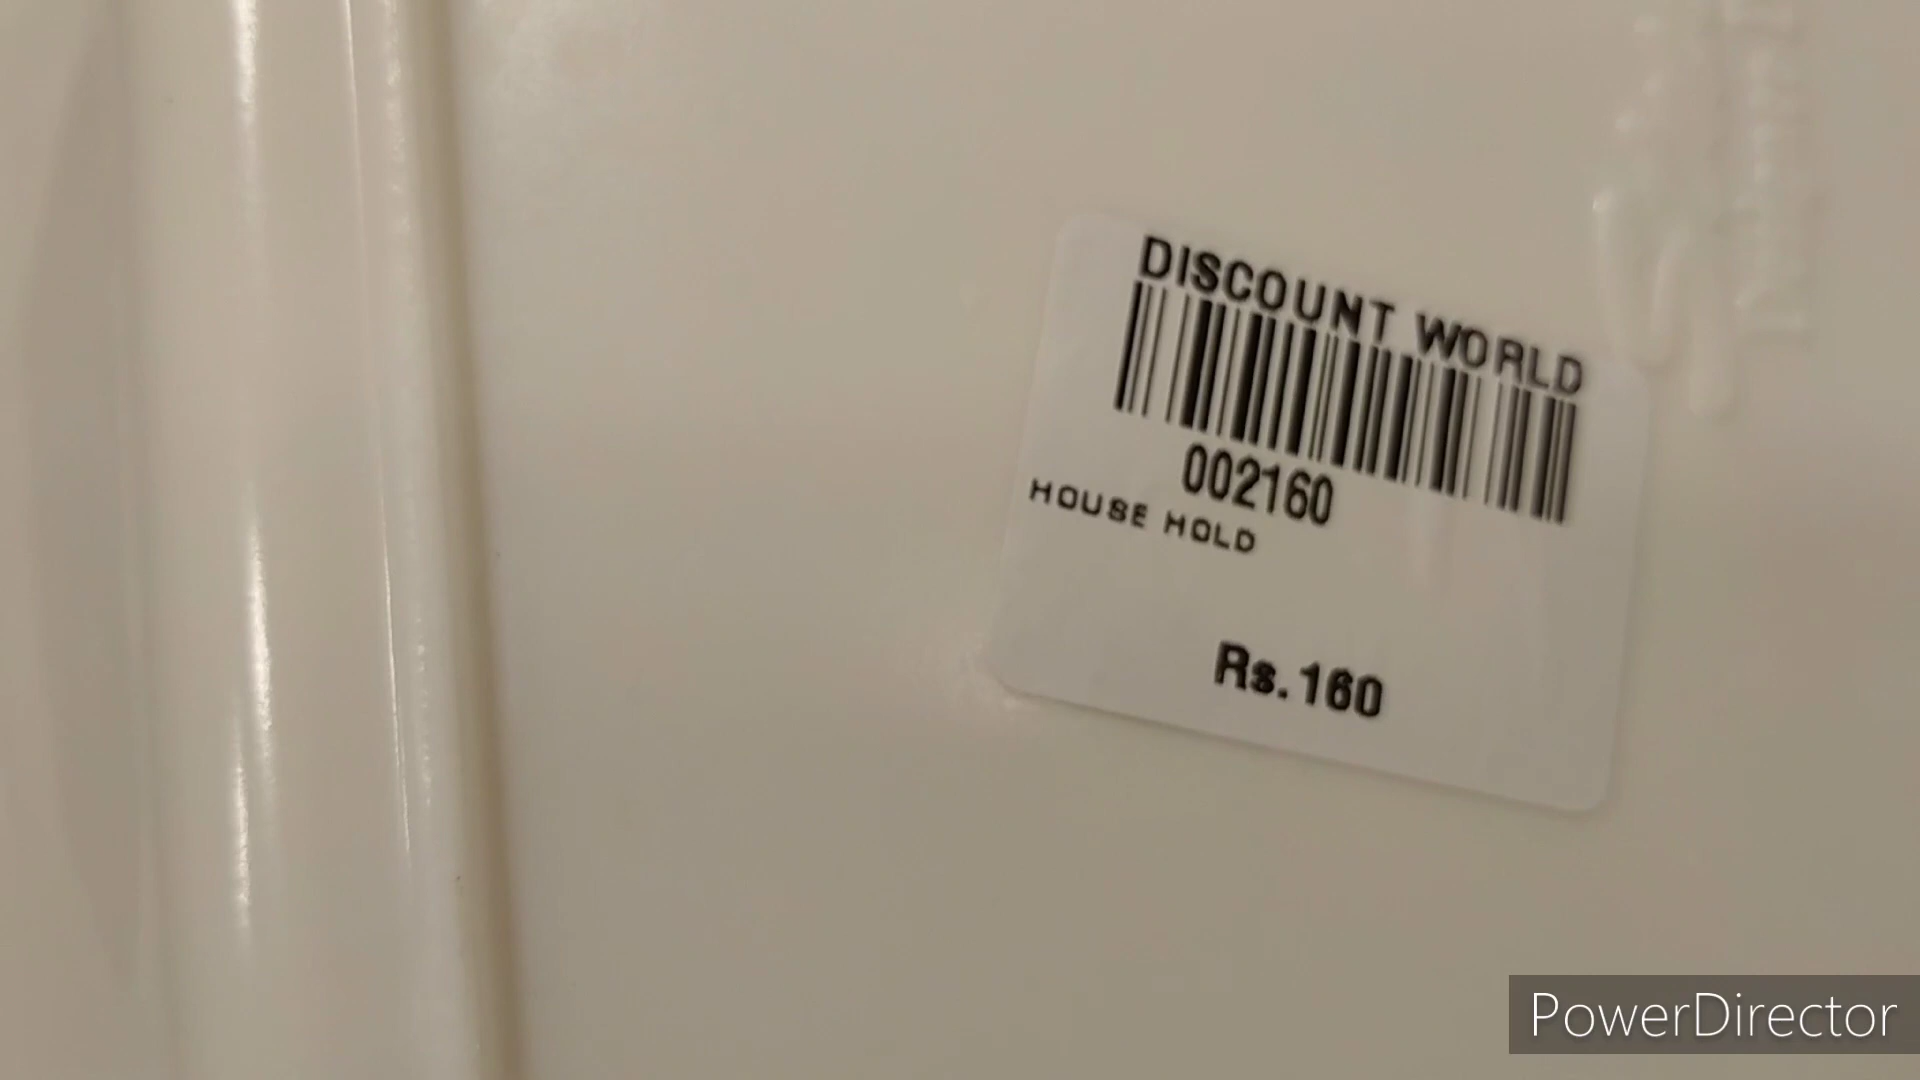 DISCOUNT WORLD
002160
HOUSE HOLD
Rs.160
PowerDirector